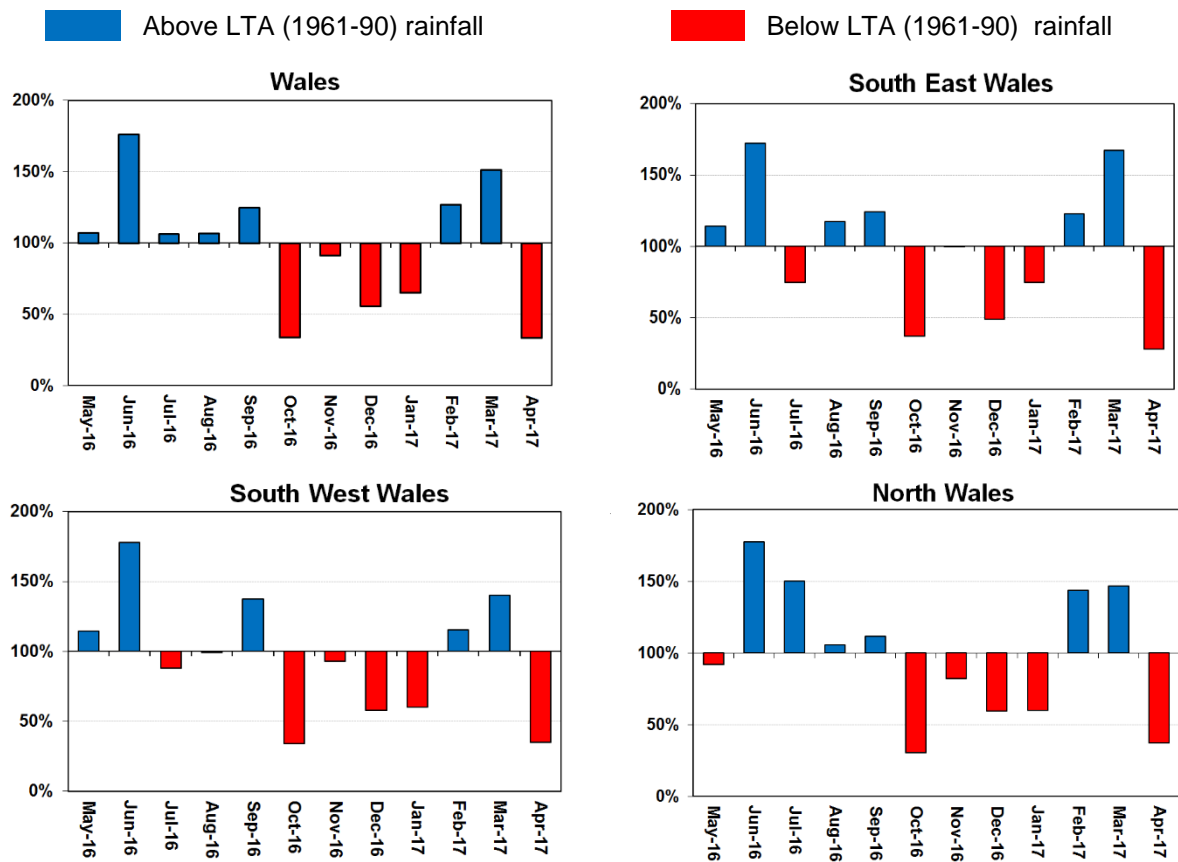 Above LTA (1961-90) rainfall
Below LTA (1961-90) rainfall
Wales
200%
150%
100%
50%
0%
May-16
Jun-16
Jul-16
Aug-16
Sep-16
Oct-16
Nov-16
Dec-16
Jan-17
Feb-17
Mar-17
Apr-17
South East Wales
200%
150%
100%
50%
0%
May-16
Jun-16
Jul-16
Aug-16
Sep-16
Oct-16
Nov-16
Dec-16
Jan-17
Feb-17
Mar-17
Apr-17
South West Wales
200%
150%
100%
50%
0%
May-16
Jun-16
Jul-16
Aug-16
Sep-16
Oct-16
Nov-16
Dec-16
Jan-17
Feb-17
Mar-17
Apr-17
North Wales
200%
150%
100%
50%
0%
May-16
Jun-16
Jul-16
Aug-16
Sep-16
Oct-16
Nov-16
Dec-16
Jan-17
Feb-17
Mar-17
Apr-17